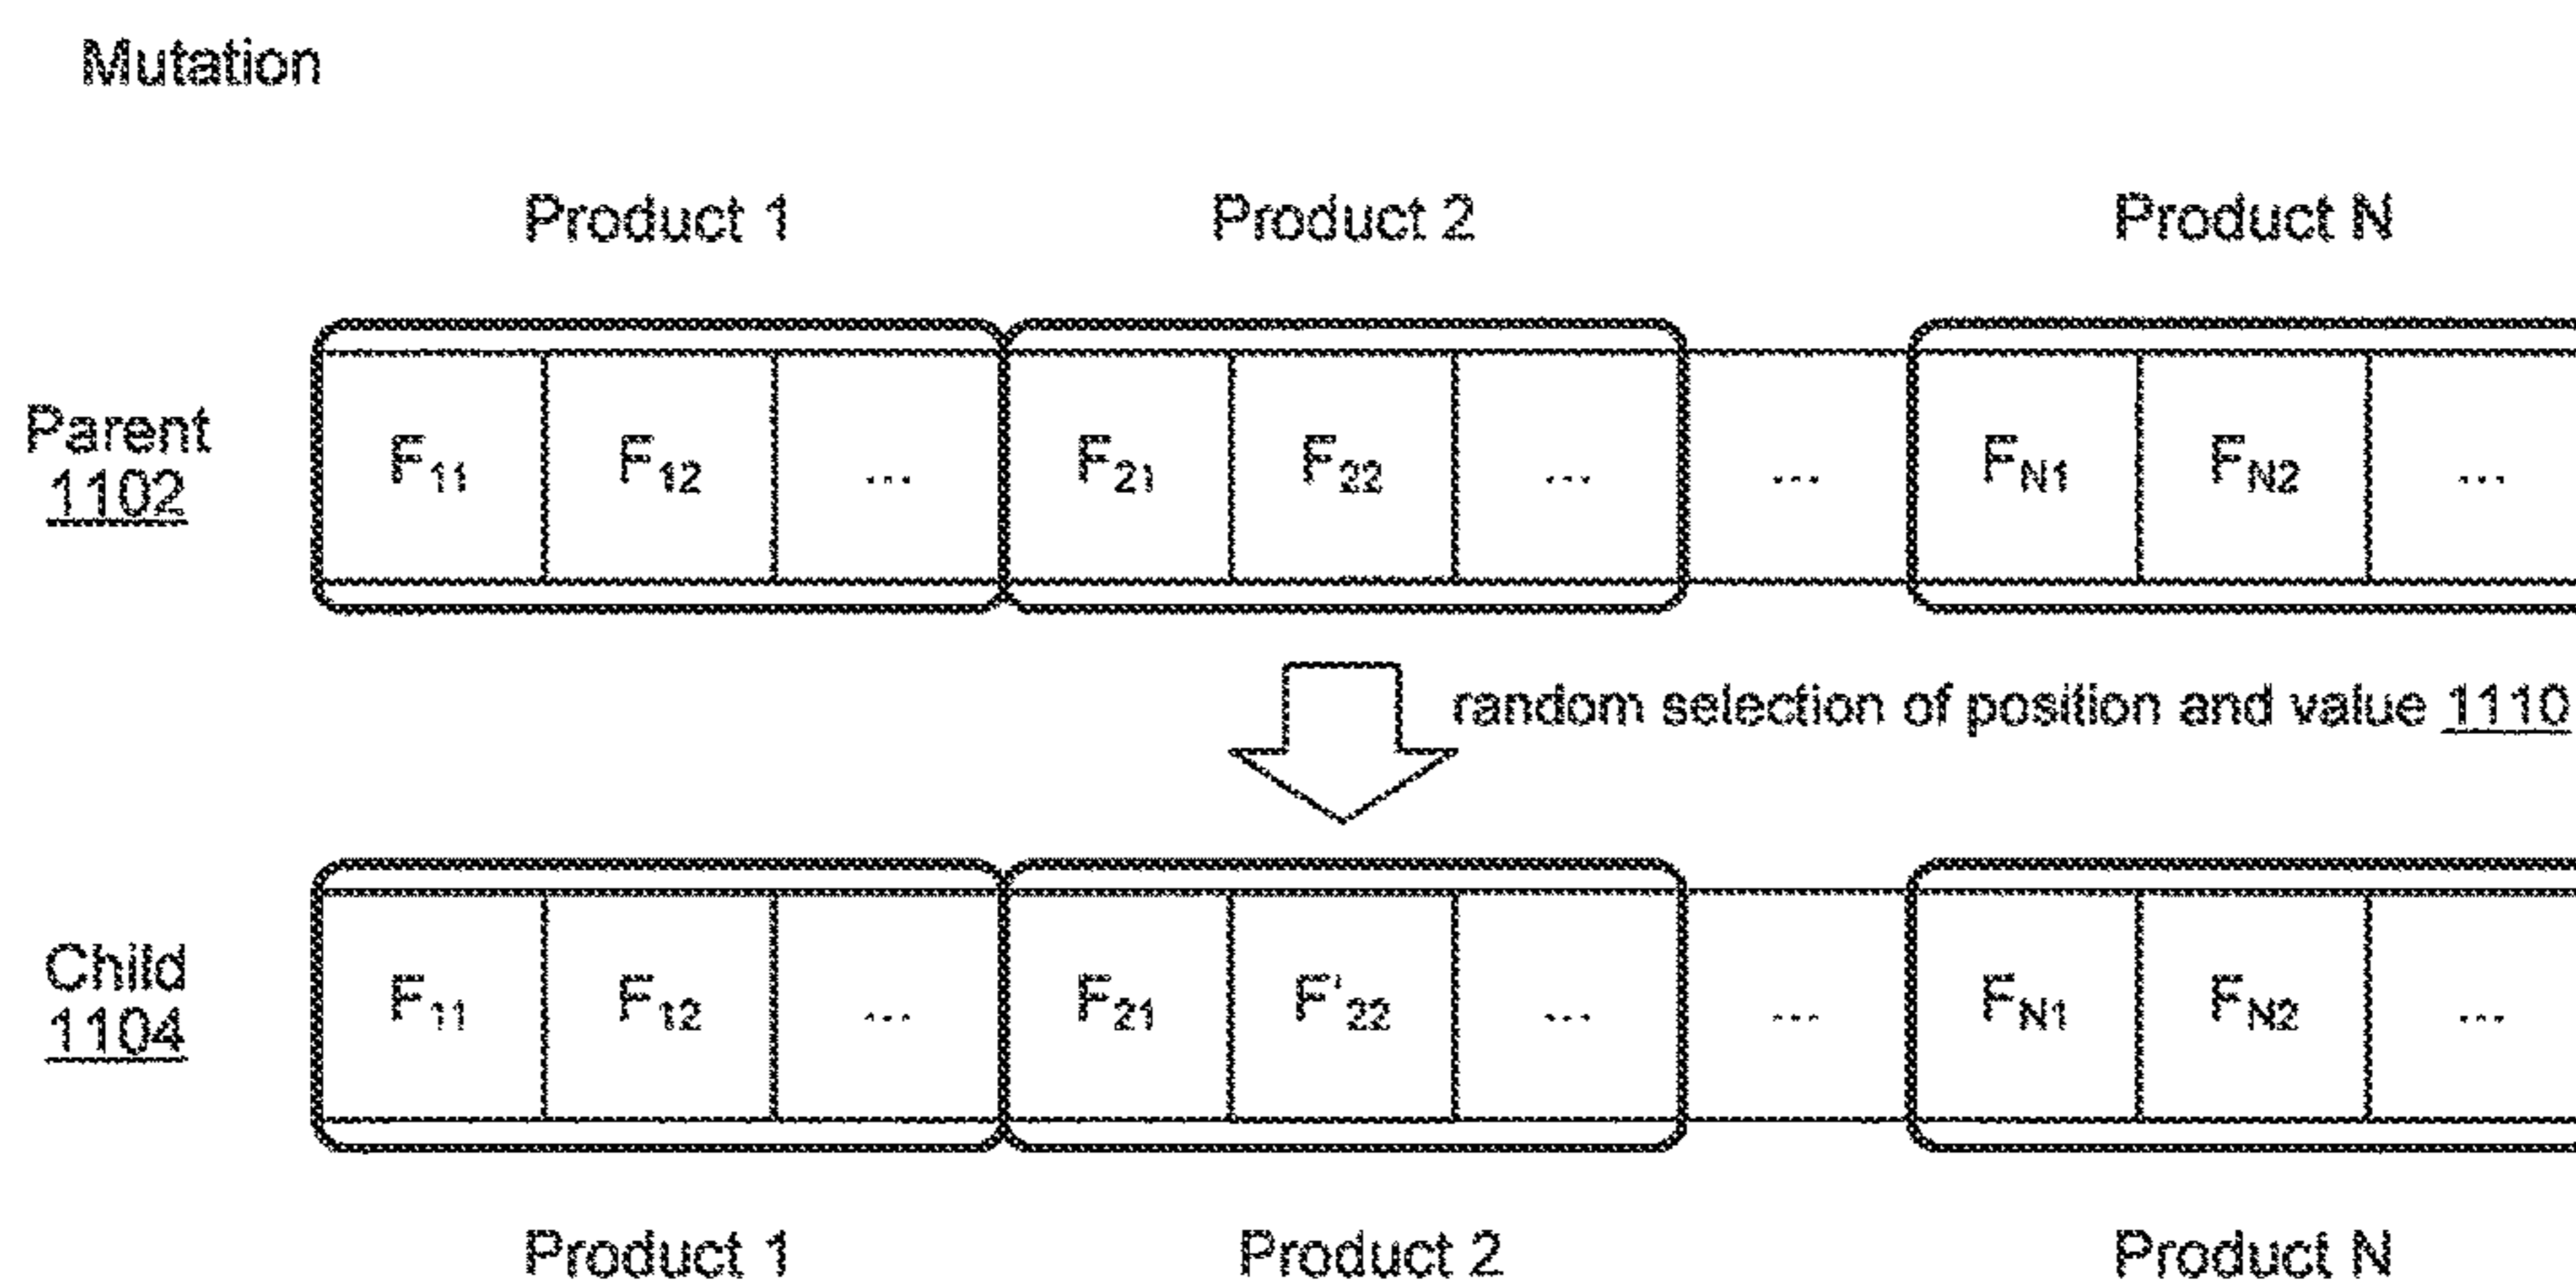 Mutation
Product 1 Product 2 Product N
Parent
1102
F11 F12 ... F21 F22 ... ... FN1 FN2 ...
random selection of position and value 1110
Child
1104
F11 F12 ... F21 F'22 ... ... FN1 FN2 ...
Product 1 Product 2 Product N